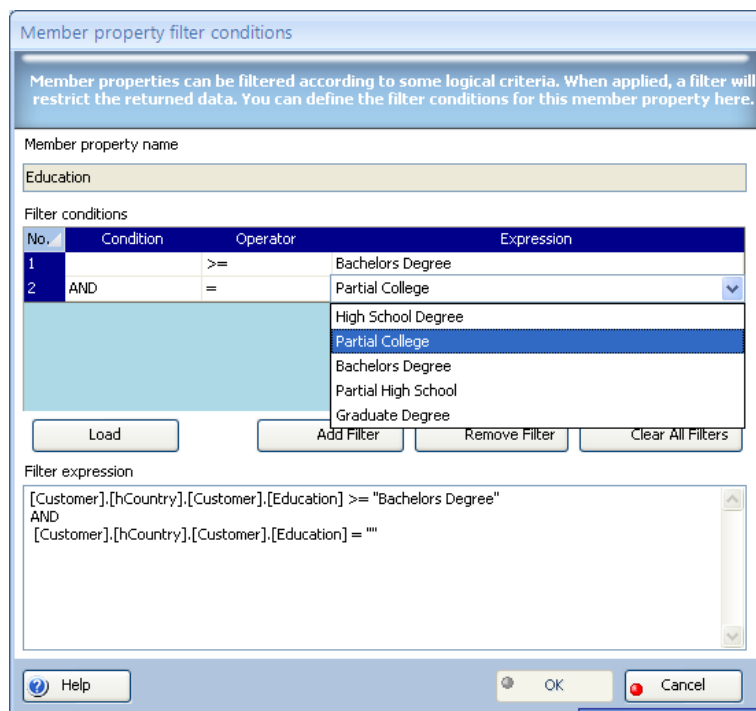 Member property filter conditions
Member properties can be filtered according to some logical criteria. When applied, a filter will
restrict the returned data. You can define the filter conditions for this member property here.
Member property name
Education
Filter conditions
No. Condition Operator Expression
1 >= Bachelors Degree
2 AND = Partial College
High School Degree
Partial College
Bachelors Degree
Partial High School
Graduate Degree
Load Add Filter Remove Filter Clear All Filters
Filter expression
[Customer].[hCountry].[Customer].[Education] >= "Bachelors Degree"
AND
[Customer].[hCountry].[Customer].[Education] = ""
Help OK Cancel